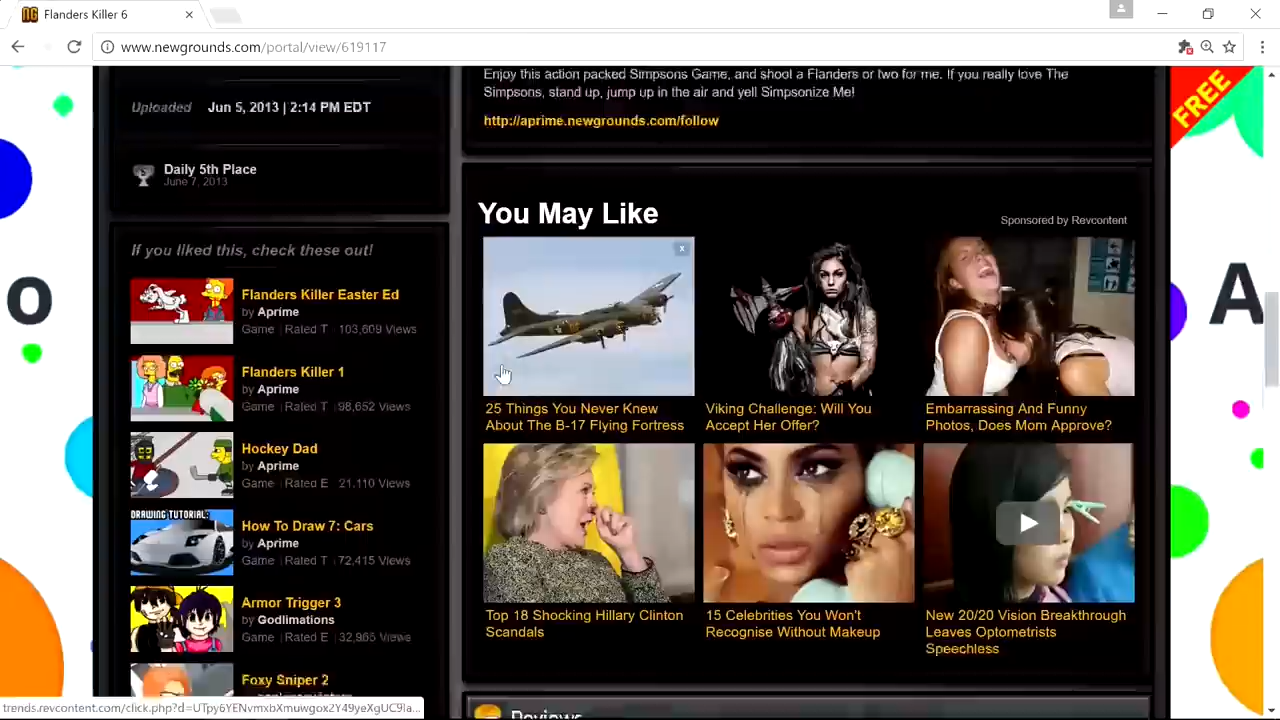 Flanders Killer 6
www.newgrounds.com/portal/view/619117
Uploaded Jun 5, 2013 | 2:14 PM EDT
Daily 5th Place
June 7, 2013
If you liked this, check these out!
Flanders Killer Easter Ed
by Aprime
Game Rated T 103,609 Views
Flanders Killer 1
by Aprime
Game Rated T 98,652 Views
Hockey Dad
by Aprime
Game Rated E 21,110 Views
DRAWING TUTORIAL:
How To Draw 7: Cars
by Aprime
Game Rated T 72,415 Views
Armor Trigger 3
by Godlimations
Game Rated E 32,965 Views
Foxy Sniper 2
Enjoy this action packed Simpsons Game, and shoot a Flanders or two for me. If you really love The
Simpsons, stand up, jump up in the air and yell Simpsonize Me!
http://aprime.newgrounds.com/follow
You May Like
Sponsored by Revcontent
x
25 Things You Never Knew
About The B-17 Flying Fortress
Viking Challenge: Will You
Accept Her Offer?
Embarrassing And Funny
Photos, Does Mom Approve?
Top 18 Shocking Hillary Clinton
Scandals
15 Celebrities You Won't
Recognise Without Makeup
New 20/20 Vision Breakthrough
Leaves Optometrists
Speechless
Reviews
FREE
o
A